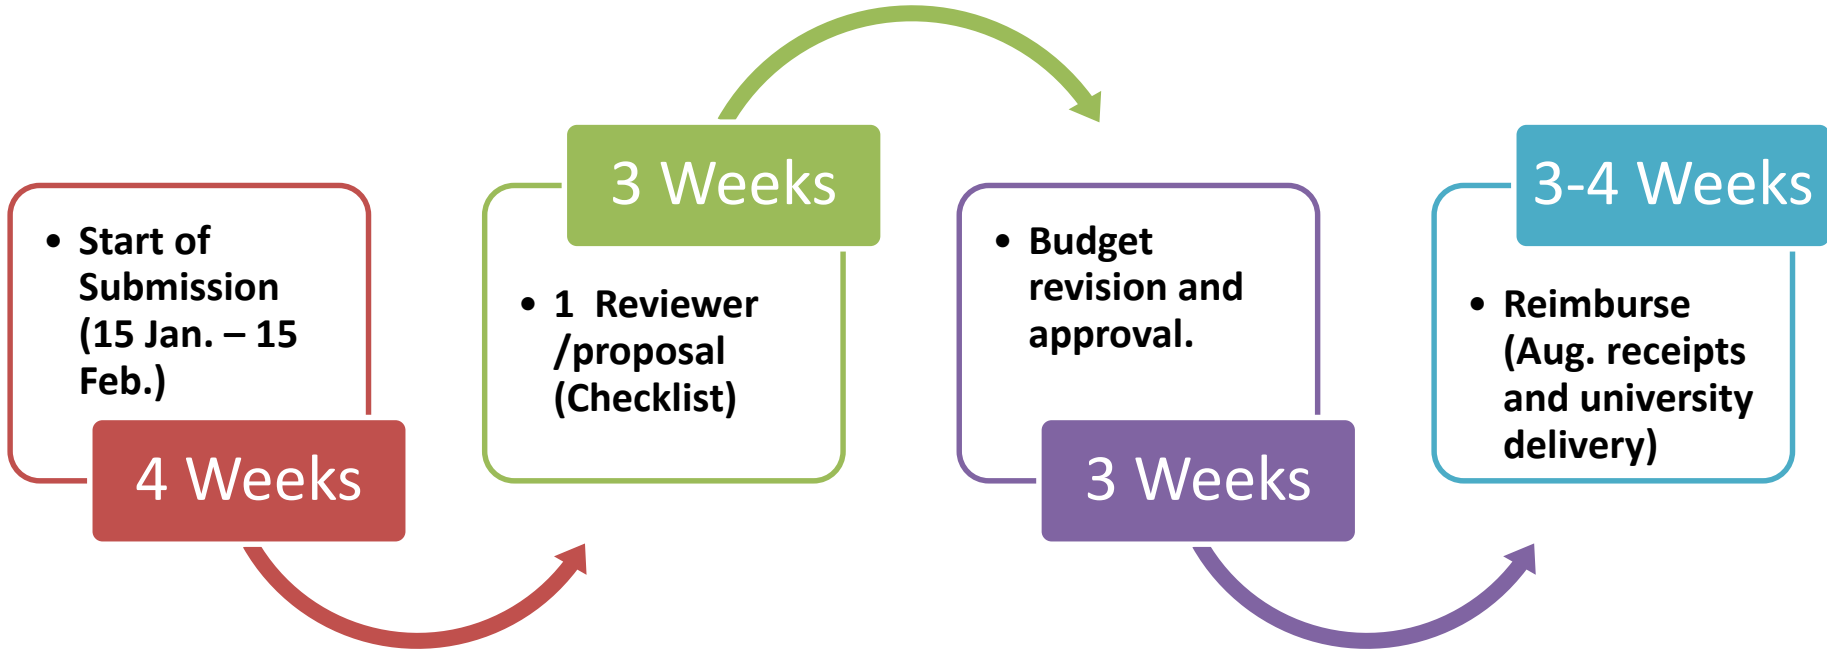 • Start of
Submission
(15 Jan. – 15
Feb.)
4 Weeks
3 Weeks
• 1 Reviewer
/proposal
(Checklist)
• Budget
revision and
approval.
3 Weeks
3-4 Weeks
• Reimburse
(Aug. receipts
and university
delivery)